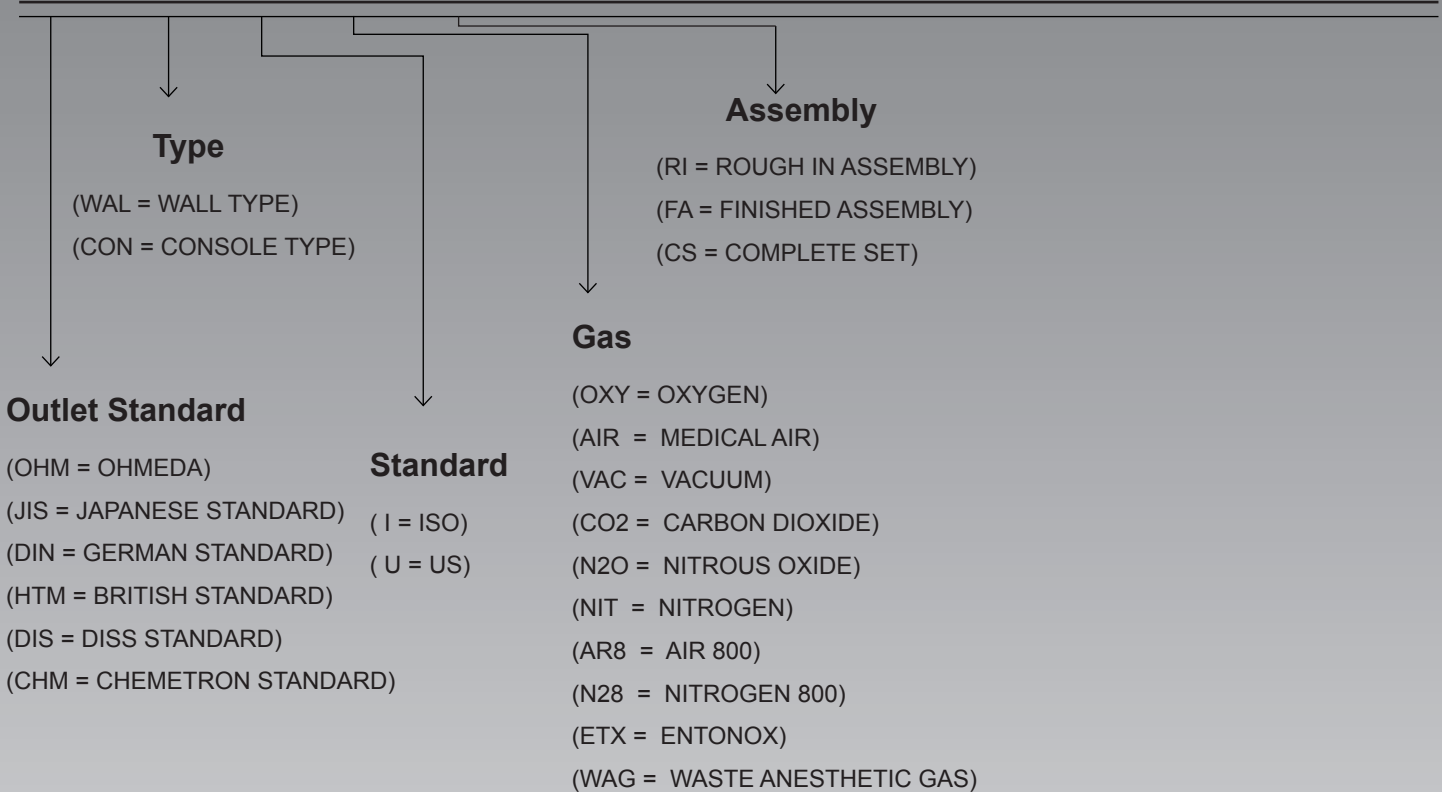 Assembly
(RI = ROUGH IN ASSEMBLY)
(FA = FINISHED ASSEMBLY)
(CS = COMPLETE SET)
Type
(WAL = WALL TYPE)
(CON = CONSOLE TYPE)
Gas
(OXY = OXYGEN)
(AIR = MEDICAL AIR)
(VAC = VACUUM)
(CO2 = CARBON DIOXIDE)
(N2O = NITROUS OXIDE)
(NIT = NITROGEN)
(AR8 = AIR 800)
(N28 = NITROGEN 800)
(ETX = ENTONOX)
(WAG = WASTE ANESTHETIC GAS)
Outlet Standard
(OHM = OHMEDA)
(JIS = JAPANESE STANDARD)
(DIN = GERMAN STANDARD)
(HTM = BRITISH STANDARD)
(DIS = DISS STANDARD)
(CHM = CHEMETRON STANDARD)
Standard
( I = ISO)
( U = US)